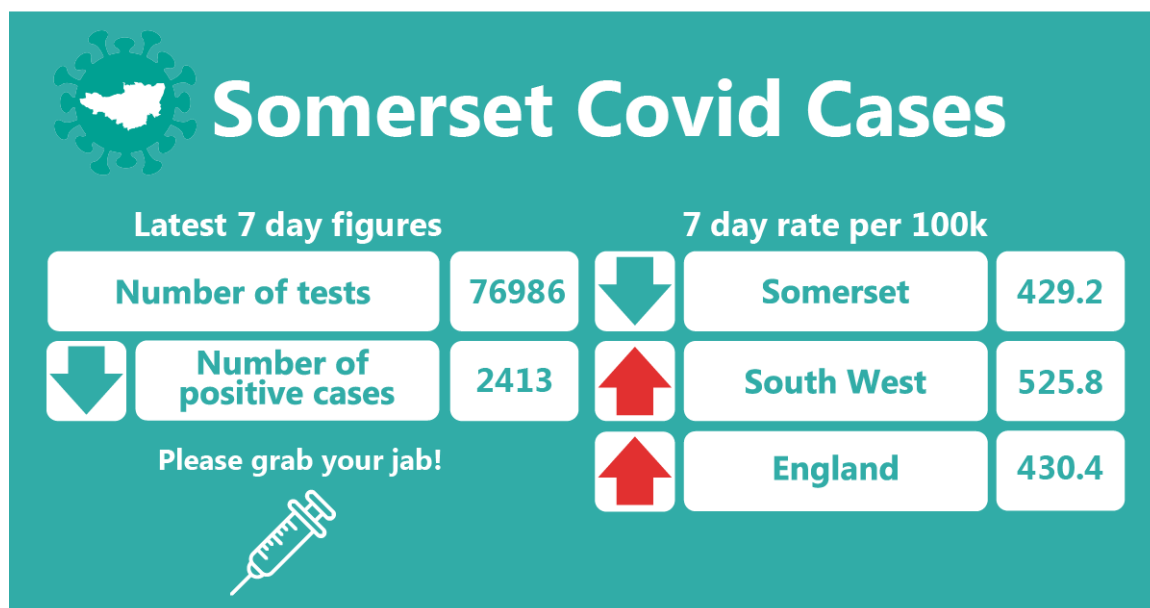 Somerset Covid Cases
Latest 7 day figures
Number of tests 76986
Number of
positive cases 2413
Please grab your jab!
7 day rate per 100k
Somerset 429.2
South West 525.8
England 430.4